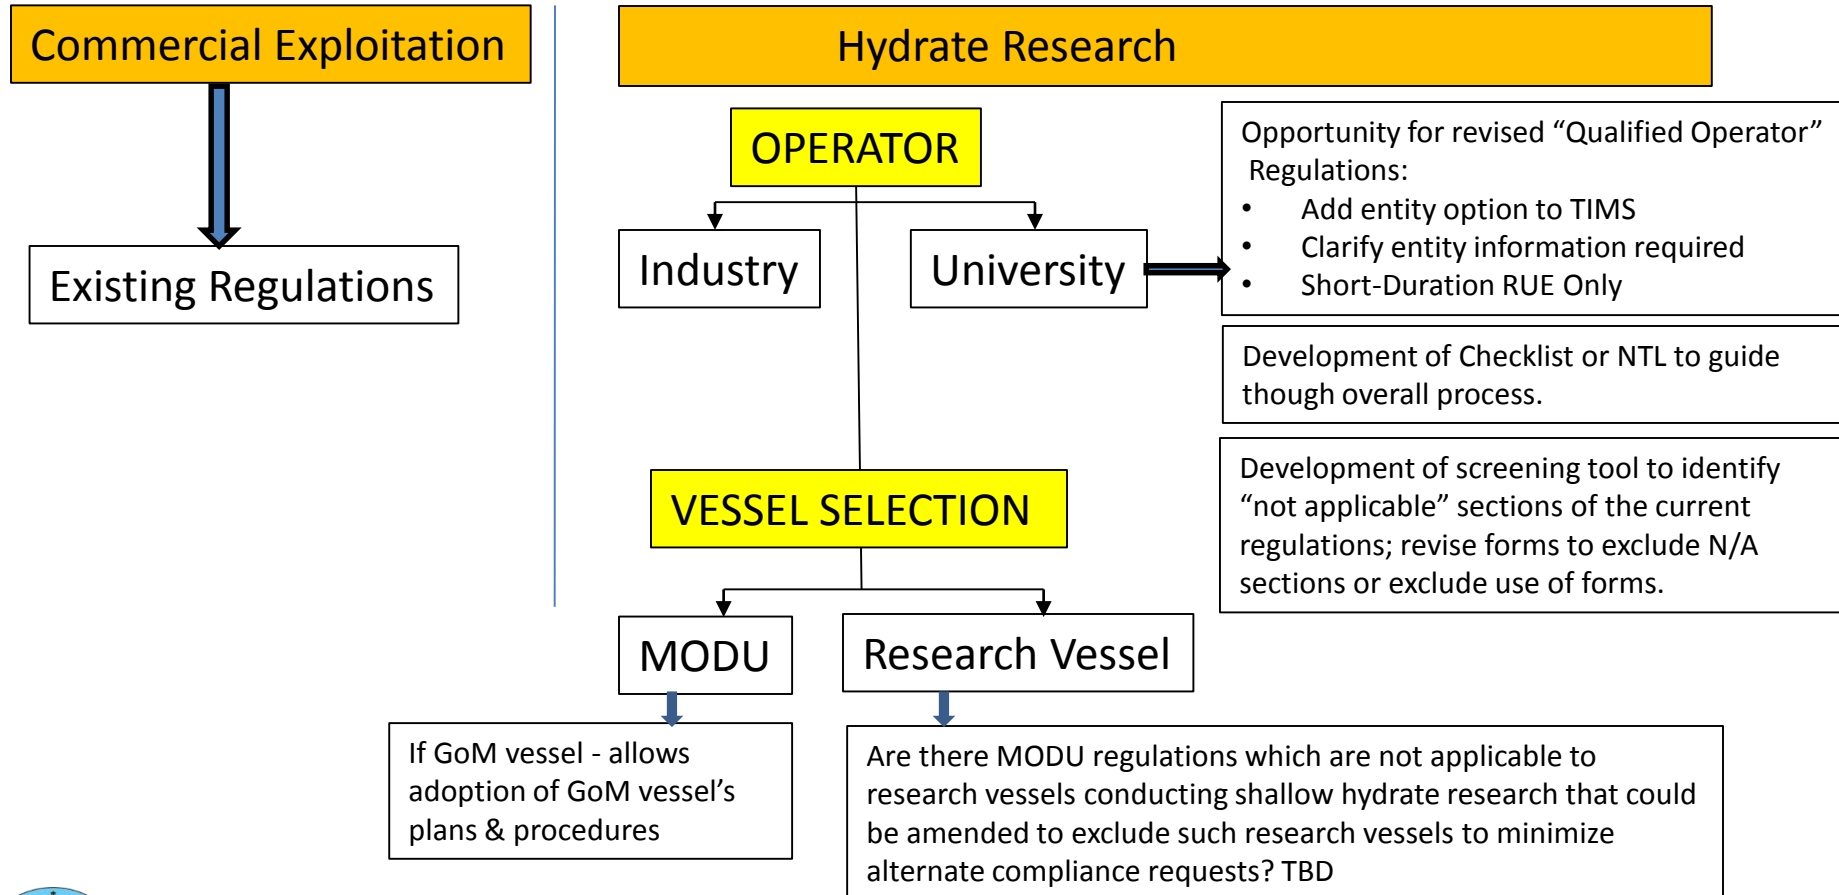 Commercial Exploitation
Existing Regulations
Hydrate Research
OPERATOR
Industry
University
Opportunity for revised “Qualified Operator”
Regulations:
• Add entity option to TIMS
• Clarify entity information required
• Short-Duration RUE Only
Development of Checklist or NTL to guide
though overall process.
Development of screening tool to identify
“not applicable” sections of the current
regulations; revise forms to exclude N/A
sections or exclude use of forms.
VESSEL SELECTION
MODU
Research Vessel
If GoM vessel - allows
adoption of GoM vessel’s
plans & procedures
Are there MODU regulations which are not applicable to
research vessels conducting shallow hydrate research that could
be amended to exclude such research vessels to minimize
alternate compliance requests? TBD